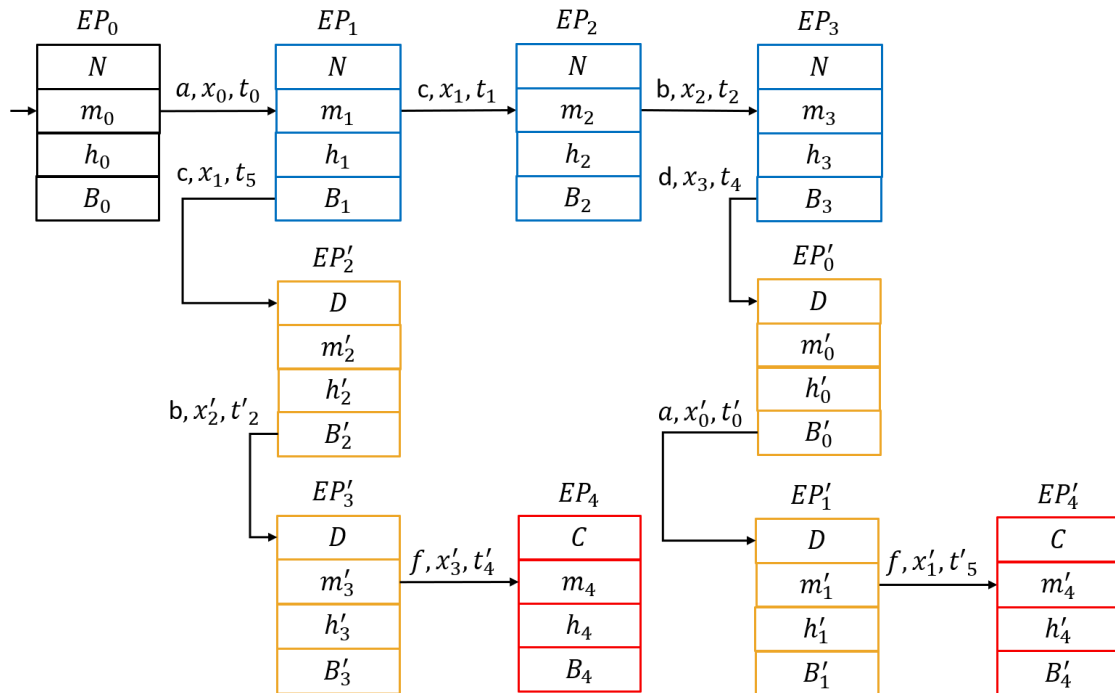 EP₀ EP₁ EP₂ EP₃
N N N N
a, x₀, t₀ c, x₁, t₁ b, x₂, t₂
m₀ m₁ m₂ m₃
h₀ h₁ h₂ h₃
c, x₁, t₅ d, x₃, t₄
B₀ B₁ B₂ B₃
EP′₂ EP′₀
D D
m′₂ m′₀
h′₂ h′₀
b, x′₂, t'₂ a, x′₀, t′₀
B′₂ B′₀
EP′₃ EP₄ EP′₁ EP′₄
D C D C
f, x′₃, t′₄ f, x′₁, t'₅
m′₃ m₄ m′₁ m′₄
h′₃ h₄ h′₁ h′₄
B′₃ B₄ B′₁ B′₄